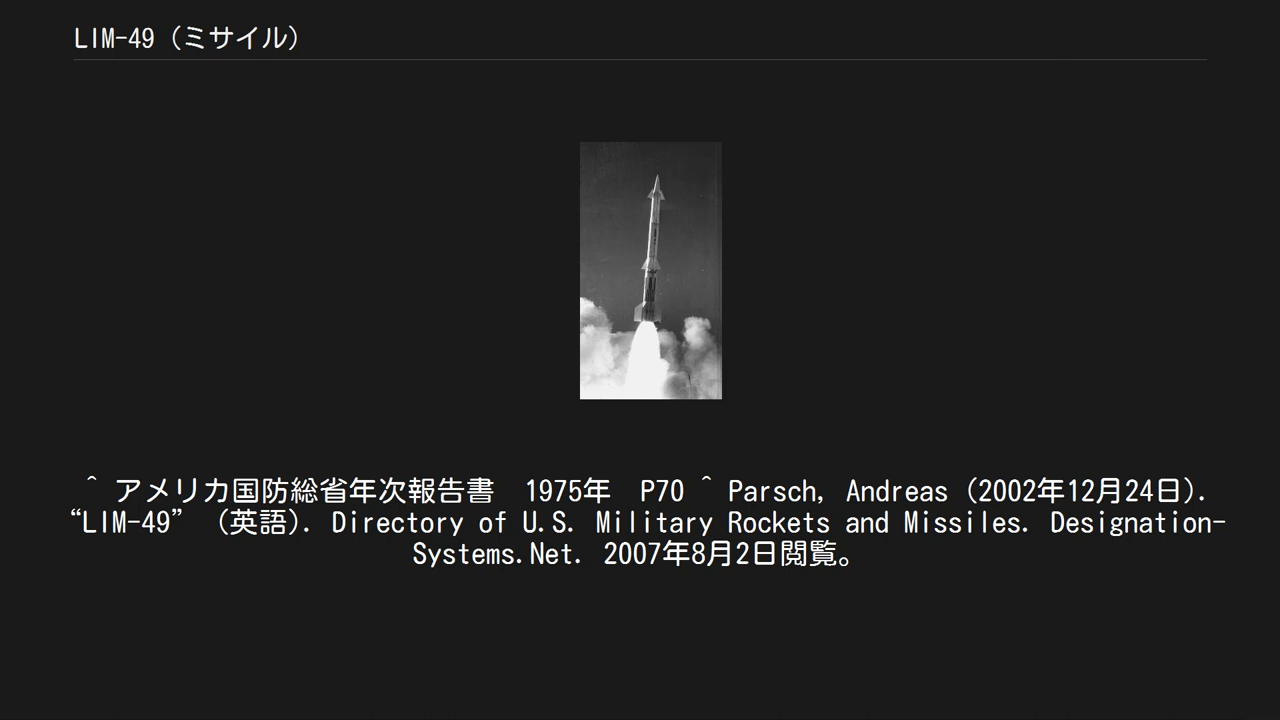 LIM-49（ミサイル）
^ アメリカ国防総省年次報告書　1975年　P70 ^ Parsch, Andreas (2002年12月24日).
“LIM-49” （英語). Directory of U.S. Military Rockets and Missiles. Designation-
Systems.Net. 2007年8月2日閲覧。